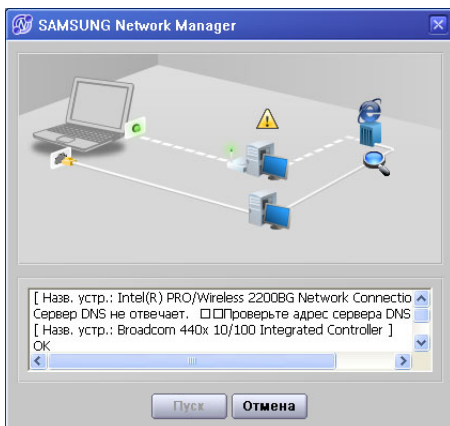 SAMSUNG Network Manager
[ Назв. устр.: Intel(R) PRO/Wireless 2200BG Network Connectio
Сервер DNS не отвечает. □□Проверьте адрес сервера DNS
[ Назв. устр.: Broadcom 440x 10/100 Integrated Controller ]
OK
Пуск
Отмена